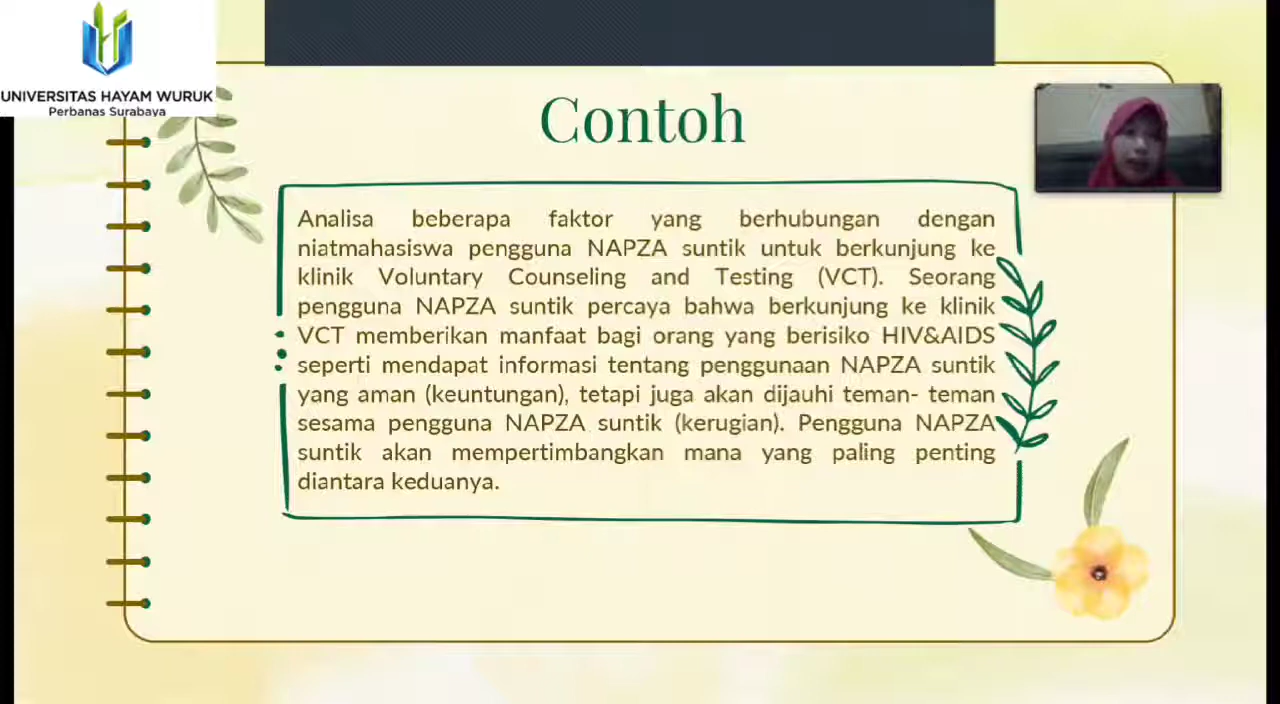 UNIVERSITAS HAYAM WURUK
Perbanas Surabaya
Contoh
Analisa beberapa faktor yang berhubungan dengan
niatmahasiswa pengguna NAPZA suntik untuk berkunjung ke
klinik Voluntary Counseling and Testing (VCT). Seorang
pengguna NAPZA suntik percaya bahwa berkunjung ke klinik
VCT memberikan manfaat bagi orang yang berisiko HIV&AIDS
seperti mendapat informasi tentang penggunaan NAPZA suntik
yang aman (keuntungan), tetapi juga akan dijauhi teman- teman
sesama pengguna NAPZA suntik (kerugian). Pengguna NAPZA
suntik akan mempertimbangkan mana yang paling penting
diantara keduanya.